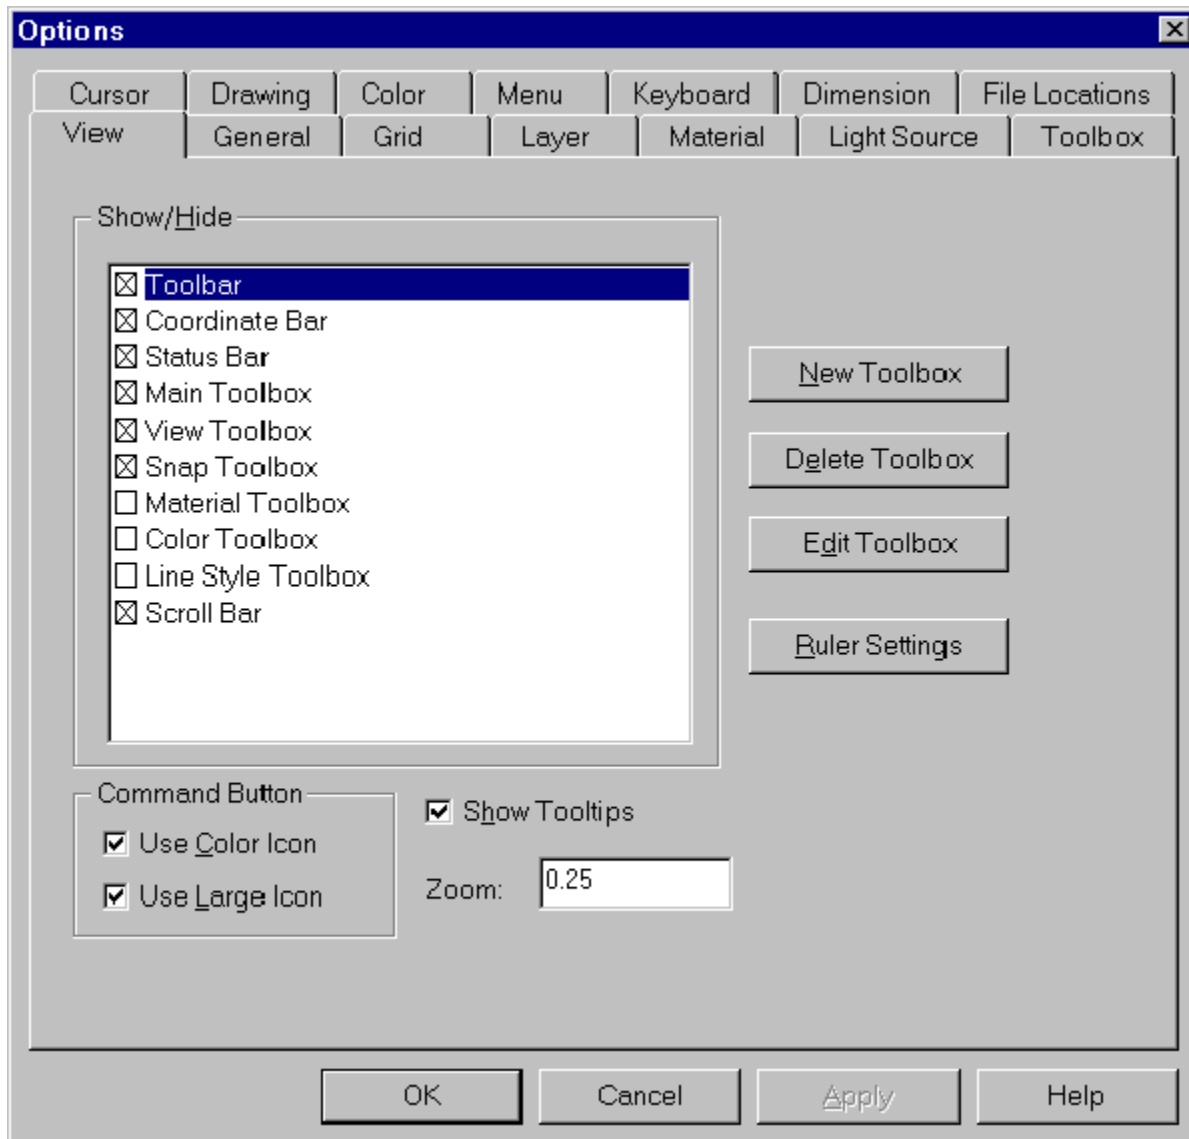 Options
Cursor Drawing Color Menu Keyboard Dimension File Locations
View General Grid Layer Material Light Source Toolbox
Show/Hide
Toolbar
Coordinate Bar
Status Bar
Main Toolbox
View Toolbox
Snap Toolbox
Material Toolbox
Color Toolbox
Line Style Toolbox
Scroll Bar
New Toolbox
Delete Toolbox
Edit Toolbox
Ruler Settings
Command Button
Use Color Icon
Use Large Icon
Show Tooltips
Zoom: 0.25
OK Cancel Apply Help